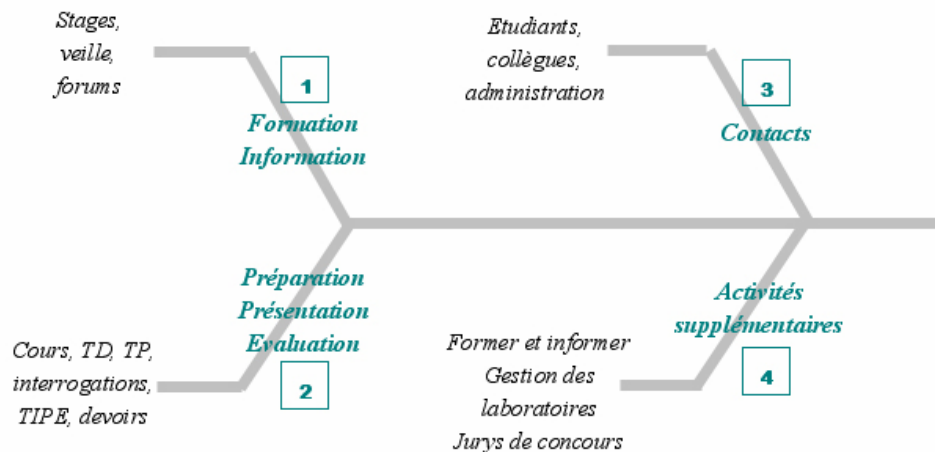 Stages,
veille,
forums
1
Formation
Information
Etudiants,
collègues,
administration
3
Contacts
Préparation
Présentation
Evaluation
2
Cours, TD, TP,
interrogations,
TIPE, devoirs
Activités
supplémentaires
4
Former et informer
Gestion des
laboratoires
Jurys de concours